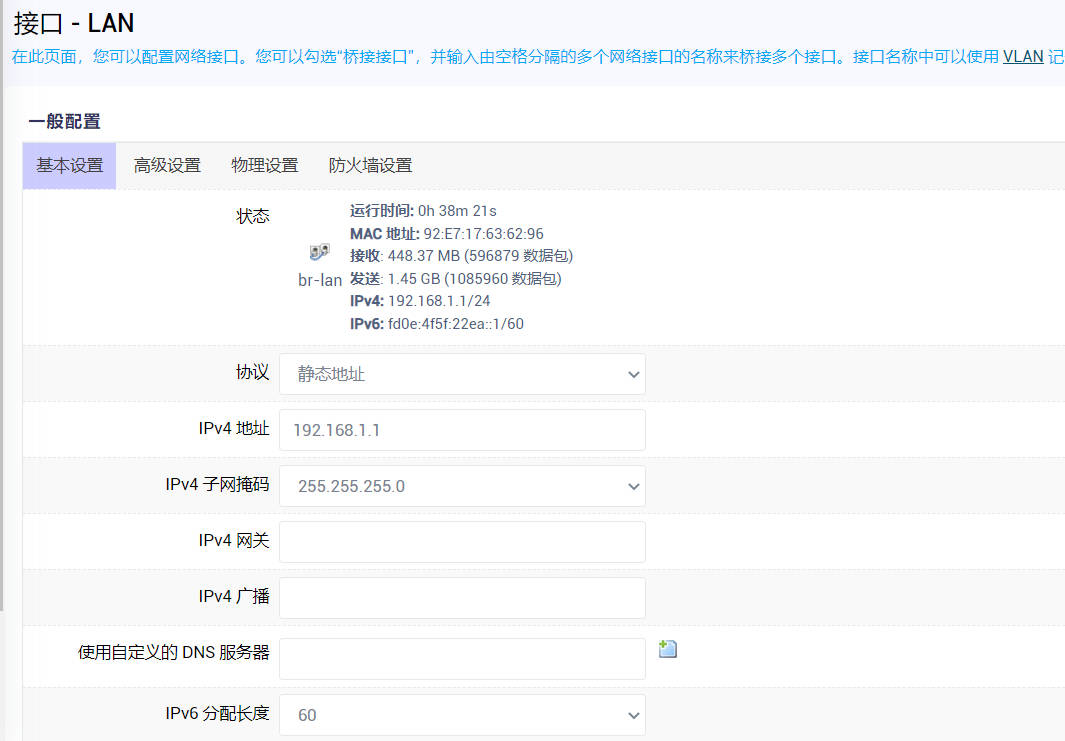 接口 - LAN
在此页面，您可以配置网络接口。您可以勾选“桥接接口”，并输入由空格分隔的多个网络接口的名称来桥接多个接口。接口名称中可以使用 VLAN 记
一般配置
基本设置 高级设置 物理设置 防火墙设置
状态
运行时间: 0h 38m 21s
MAC 地址: 92:E7:17:63:62:96
接收: 448.37 MB (596879 数据包)
br-lan 发送: 1.45 GB (1085960 数据包)
IPv4: 192.168.1.1/24
IPv6: fd0e:4f5f:22ea::1/60
协议 静态地址
IPv4 地址 192.168.1.1
IPv4 子网掩码 255.255.255.0
IPv4 网关
IPv4 广播
使用自定义的 DNS 服务器
IPv6 分配长度 60